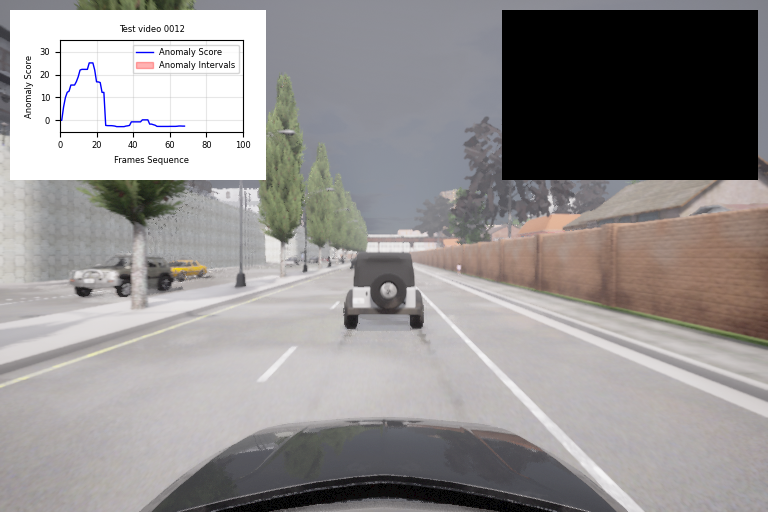 Test video 0012
Anomaly Score
Anomaly Intervals
Anomaly Score
30
20
10
0
0 20 40 60 80 100
Frames Sequence